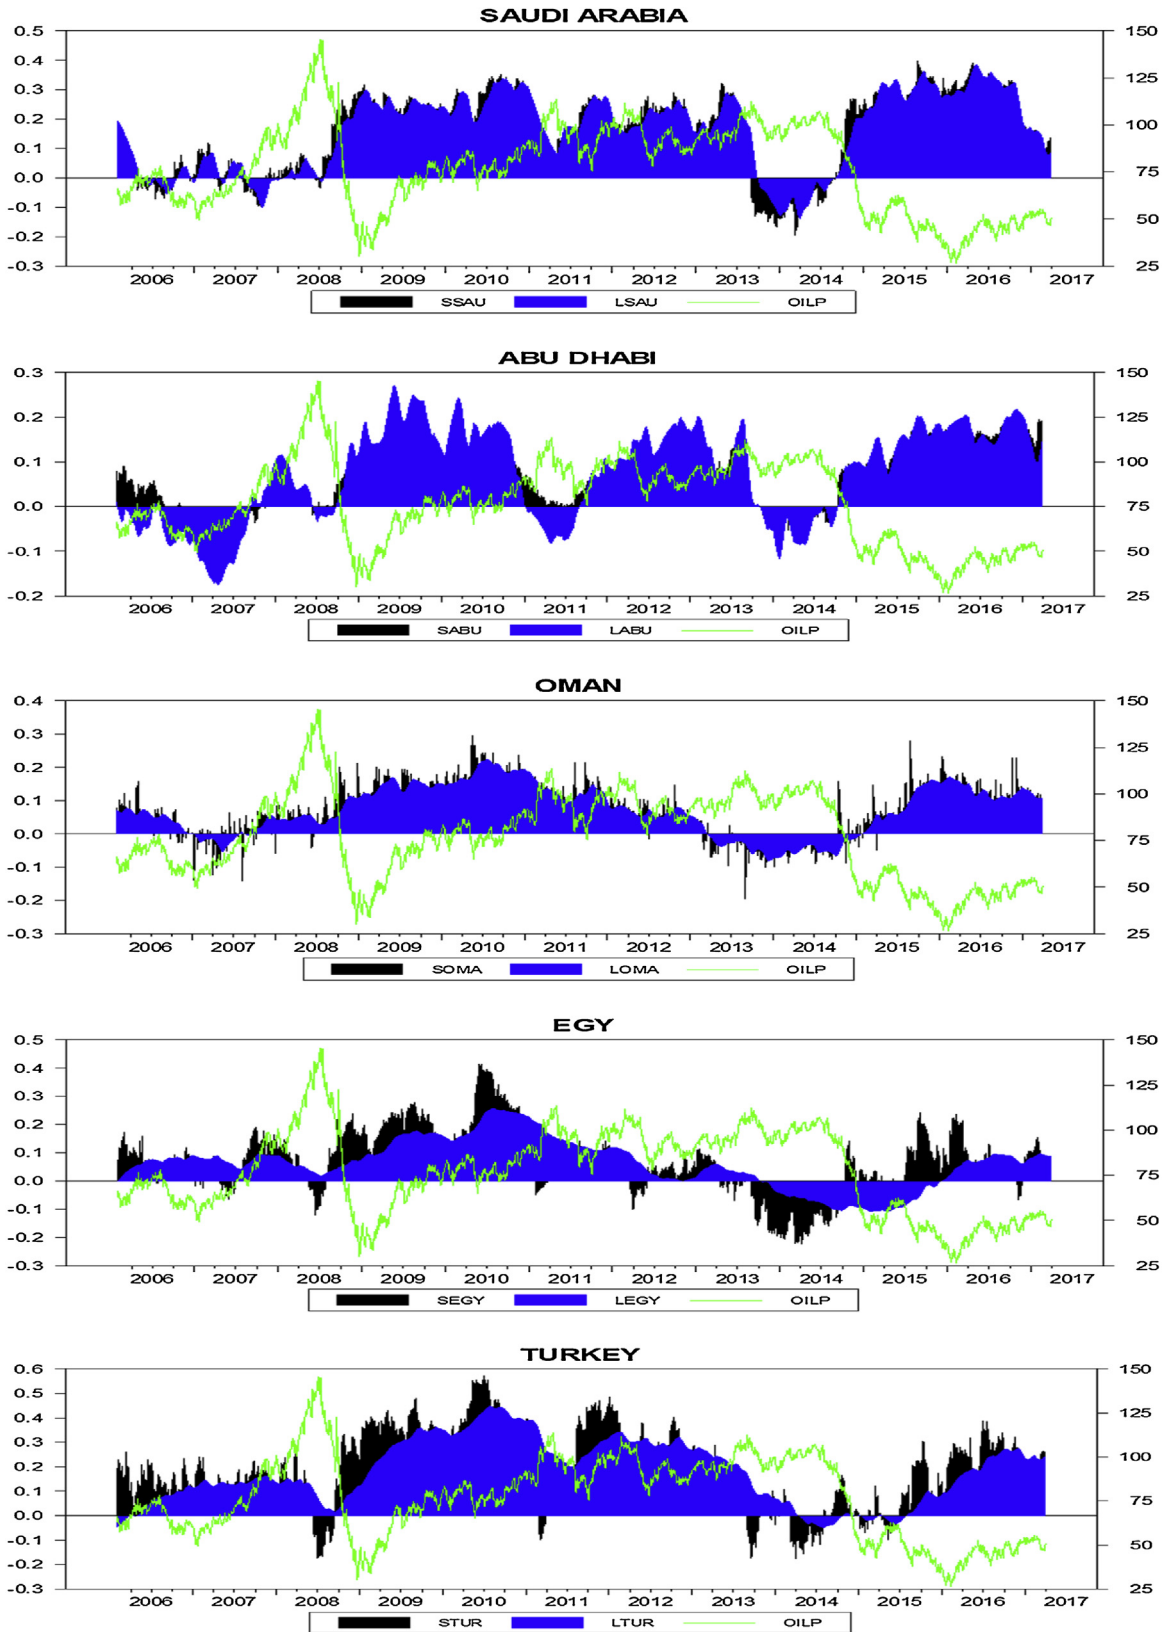 SAUDI ARABIA
0.5 150
0.4 125
0.3
0.2 100
0.1
0.0 75
-0.1
-0.2 50
-0.3 25
2006 2007 2008 2009 2010 2011 2012 2013 2014 2015 2016 2017
SSAU LSAU OILP
ABU DHABI
0.3 150
0.2 125
0.1 100
0.0 75
-0.1 50
-0.2 25
2006 2007 2008 2009 2010 2011 2012 2013 2014 2015 2016 2017
SABU LABU OILP
OMAN
0.4 150
0.3 125
0.2
0.1 100
0.0 75
-0.1
-0.2 50
-0.3 25
2006 2007 2008 2009 2010 2011 2012 2013 2014 2015 2016 2017
SOMA LOMA OILP
EGY
0.5 150
0.4 125
0.3
0.2 100
0.1
0.0 75
-0.1
-0.2 50
-0.3 25
2006 2007 2008 2009 2010 2011 2012 2013 2014 2015 2016 2017
SEGY LEGY OILP
TURKEY
0.6 150
0.5 125
0.4
0.3 100
0.2
0.1 75
0.0
-0.1 50
-0.2
-0.3 25
2006 2007 2008 2009 2010 2011 2012 2013 2014 2015 2016 2017
STUR LTUR OILP